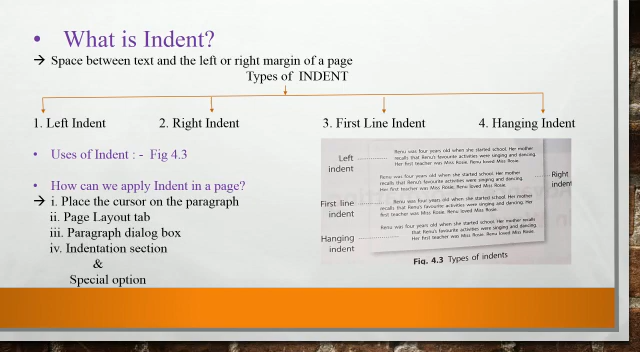 • What is Indent?
→ Space between text and the left or right margin of a page
Types of INDENT
1. Left Indent 2. Right Indent 3. First Line Indent 4. Hanging Indent
• Uses of Indent : - Fig 4.3
• How can we apply Indent in a page?
→ i. Place the cursor on the paragraph
ii. Page Layout tab
iii. Paragraph dialog box
iv. Indentation section
&
Special option
Left indent
Renu was four years old when she started school. Her mother
recalls that Renu's favourite activities were singing and dancing.
Her first teacher was Miss Rosie. Renu loved Miss Rosie.
Right indent
Renu was four years old when she started school. Her mother
recalls that Renu's favourite activities were singing and dancing.
Her first teacher was Miss Rosie. Renu loved Miss Rosie.
First line indent
Renu was four years old when she started school. Her mother
recalls that Renu's favourite activities were singing and dancing. Her
first teacher was Miss Rosie. Renu loved Miss Rosie.
Hanging indent
Renu was four years old when she started school. Her mother recalls
that Renu's favourite activities were singing and dancing.
Her first teacher was Miss Rosie. Renu loved Miss Rosie.
Fig. 4.3 Types of indents